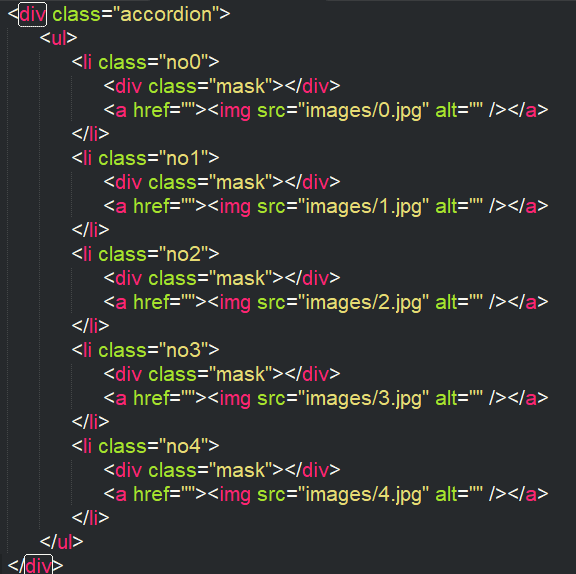 <div class="accordion">
<ul>
<li class="no0">
<div class="mask"></div>
<a href=""><img src="images/0.jpg" alt="" /></a>
</li>
<li class="no1">
<div class="mask"></div>
<a href=""><img src="images/1.jpg" alt="" /></a>
</li>
<li class="no2">
<div class="mask"></div>
<a href=""><img src="images/2.jpg" alt="" /></a>
</li>
<li class="no3">
<div class="mask"></div>
<a href=""><img src="images/3.jpg" alt="" /></a>
</li>
<li class="no4">
<div class="mask"></div>
<a href=""><img src="images/4.jpg" alt="" /></a>
</li>
</ul>
</div>